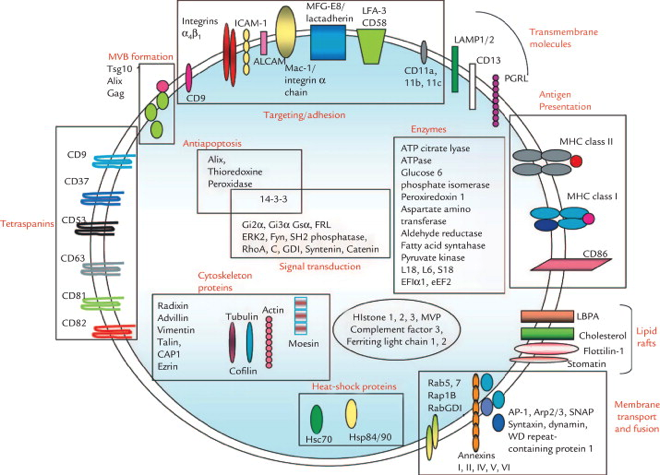 MFG-E8/
lactadherin
LFA-3
CD58
Integrins
α4β1
ICAM-1
ALCAM
Mac-1/
integrin α
chain
CD11a,
11b, 11c
LAMP1/2
CD13
PGRL
Transmembrane
molecules
MVB formation
Tsg10
Alix
Gag
CD9
Targeting/adhesion
Antigen
Presentation
MHC class II
MHC class I
CD86
Tetraspanins
CD9
CD37
CD53
CD63
CD81
CD82
Antiapoptosis
Alix,
Thioredoxine
Peroxidase
14-3-3
Gi2α, Gi3α Gsα, FRL
ERK2, Fyn, SH2 phosphatase,
RhoA, C, GDI, Syntenin, Catenin
Signal transduction
Enzymes
ATP citrate lyase
ATPase
Glucose 6
phosphate isomerase
Peroxiredoxin 1
Aspartate amino
transferase
Aldehyde reductase
Fatty acid syntahase
Pyruvate kinase
L18, L6, S18
EFIα1, eEF2
Cytoskeleton
proteins
Radixin
Advillin
Vimentin
Talin,
CAP1
Ezrin
Tubulin
Cofilin
Actin
Moesin
HIstone 1, 2, 3, MVP
Complement factor 3,
Ferriting light chain 1, 2
LBPA
Cholesterol
Flottilin-1
Stomatin
Lipid
rafts
Heat-shock proteins
Hsc70
Hsp84/90
Rab5, 7
Rap1B
RabGDI
Annexins
I, II, IV, V, VI
AP-1, Arp2/3, SNAP
Syntaxin, dynamin,
WD repeat-
containing protein 1
Membrane
transport
and fusion